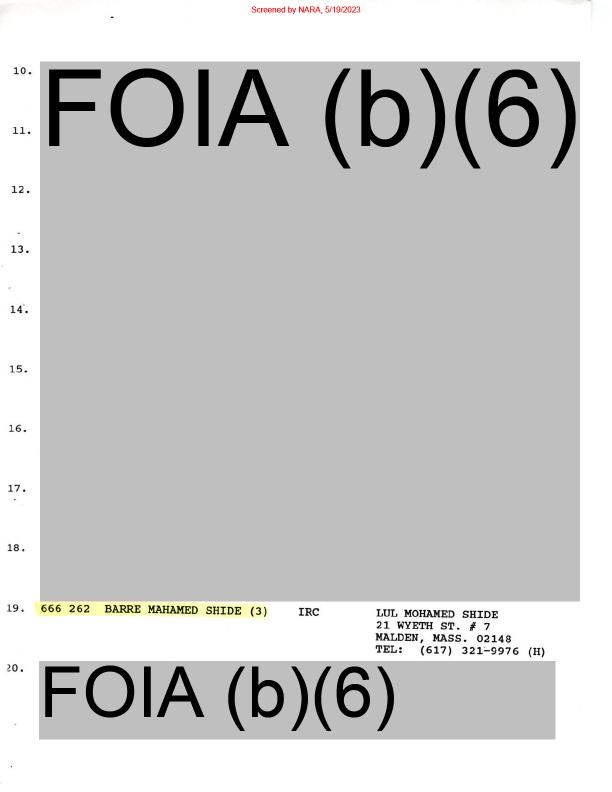 Screened by NARA, 5/19/2023
10.
FOIA (b)(6)
11.
12.
13.
14.
15.
16.
17.
18.
19. 666 262 BARRE MAHAMED SHIDE (3) IRC LUL MOHAMED SHIDE
21 WYETH ST. # 7
MALDEN, MASS. 02148
TEL: (617) 321-9976 (H)
20.
FOIA (b)(6)